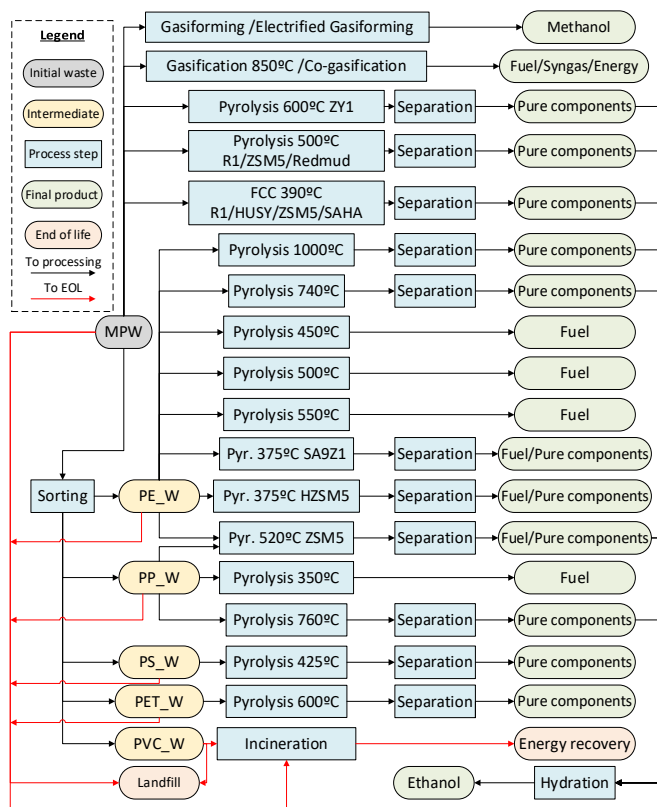 Legend
Initial waste
Intermediate
Process step
Final product
End of life
To processing
To EOL
Gasiforming /Electrified Gasiforming
Methanol
Gasification 850ºC /Co-gasification
Fuel/Syngas/Energy
Pyrolysis 600ºC ZY1
Separation
Pure components
Pyrolysis 500ºC
R1/ZSM5/Redmud
Separation
Pure components
FCC 390ºC
R1/HUSY/ZSM5/SAHA
Separation
Pure components
Pyrolysis 1000ºC
Separation
Pure components
Pyrolysis 740ºC
Separation
Pure components
MPW
Pyrolysis 450ºC
Fuel
Pyrolysis 500ºC
Fuel
Pyrolysis 550ºC
Fuel
Pyr. 375ºC SA9Z1
Separation
Fuel/Pure components
Sorting
PE_W
Pyr. 375ºC HZSM5
Separation
Fuel/Pure components
Pyr. 520ºC ZSM5
Separation
Fuel/Pure components
PP_W
Pyrolysis 350ºC
Fuel
Pyrolysis 760ºC
Separation
Pure components
PS_W
Pyrolysis 425ºC
Separation
Pure components
PET_W
Pyrolysis 600ºC
Separation
Pure components
PVC_W
Incineration
Energy recovery
Landfill
Ethanol
Hydration